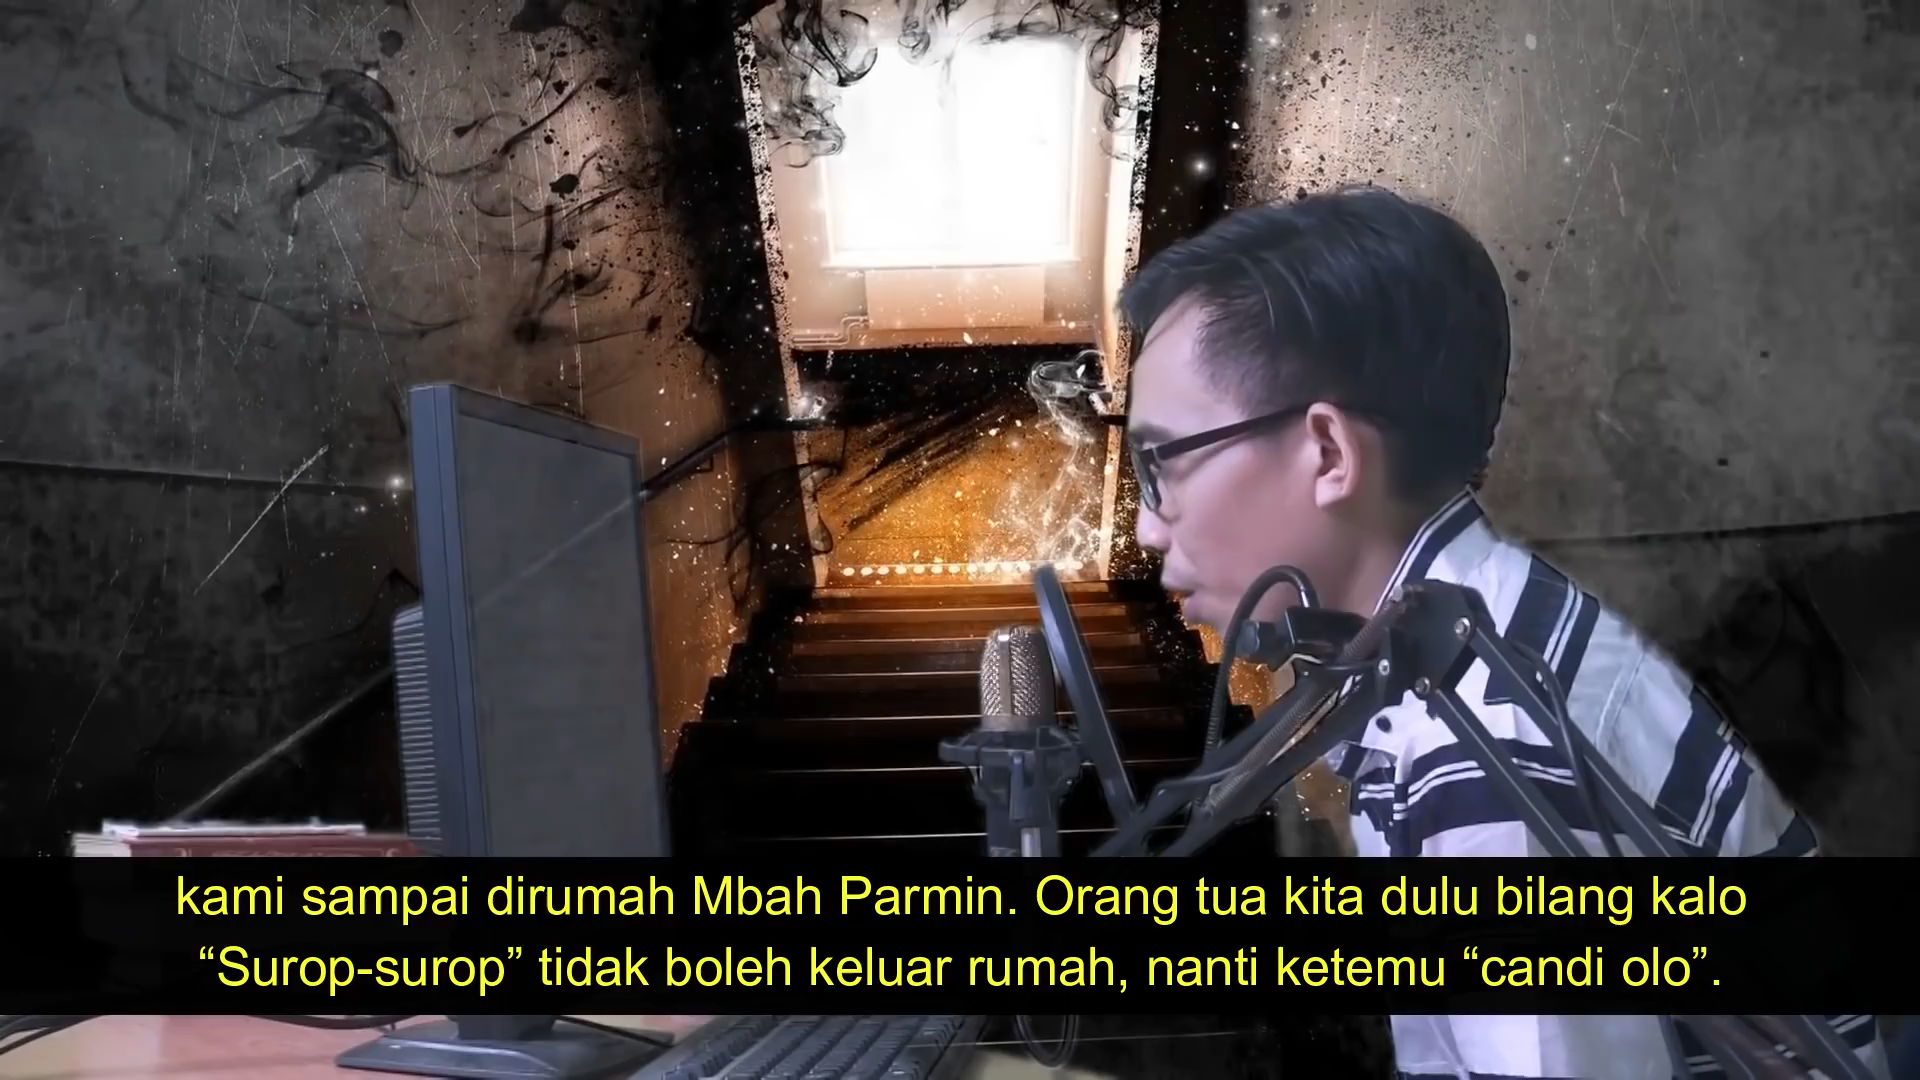 kami sampai dirumah Mbah Parmin. Orang tua kita dulu bilang kalo
“Surop-surop” tidak boleh keluar rumah, nanti ketemu “candi olo”.